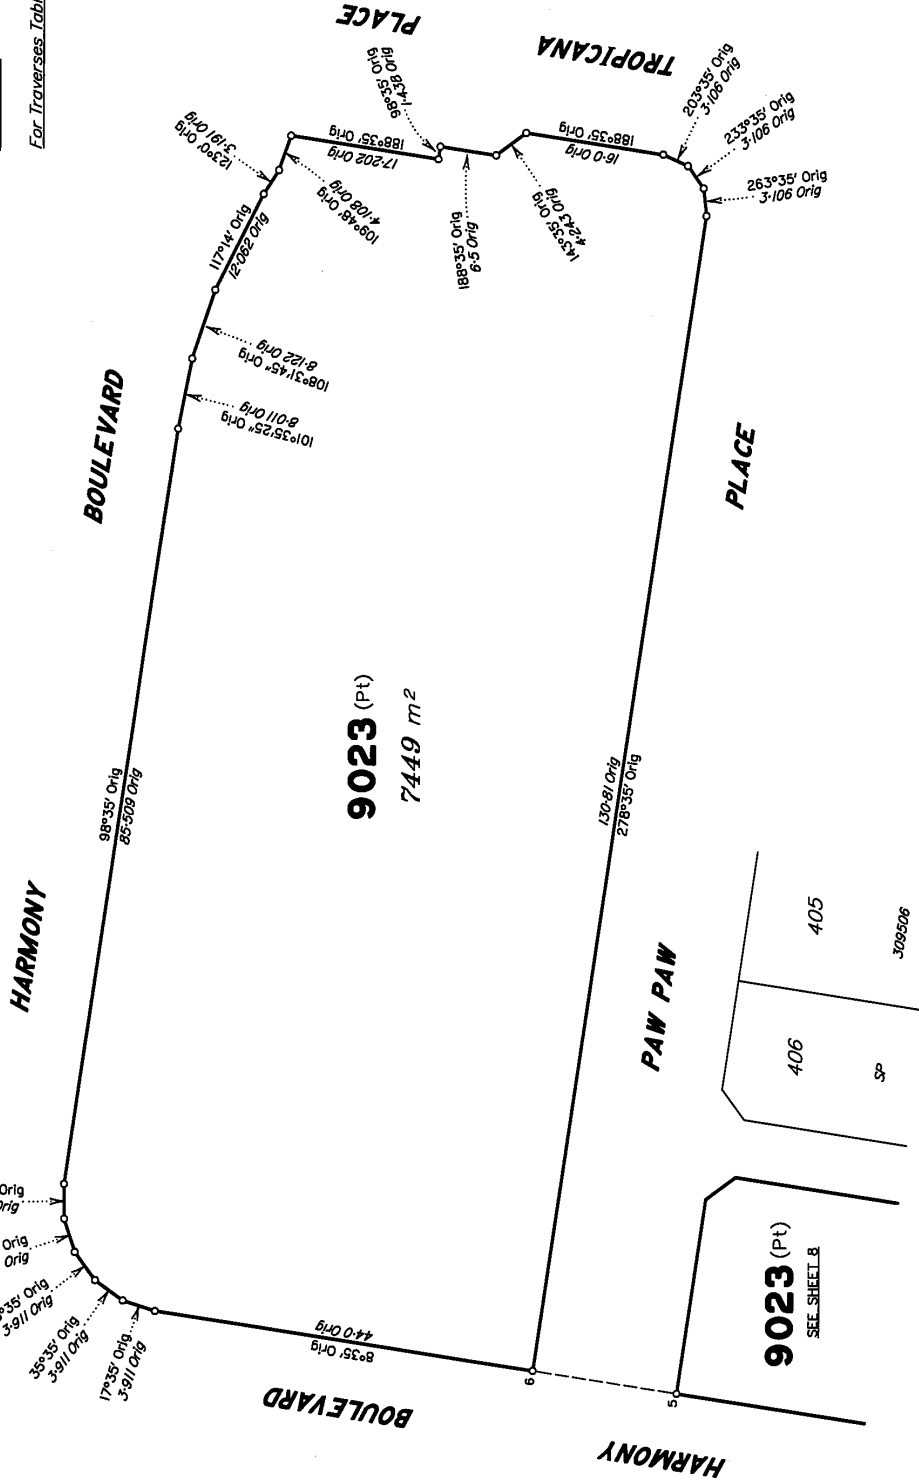 For Traverses Tabl
PLACE
TROPICANA
98°35' Orig
1·438 Orig
203°35' Orig
3·106 Orig
233°35' Orig
3·106 Orig
263°35' Orig
3·106 Orig
123°0' Orig
3·191 Orig
188°35' Orig
17·202 Orig
188°35' Orig
16·0 Orig
109°48' Orig
4·108 Orig
117°14' Orig
12·062 Orig
188°35' Orig
6·5 Orig
143°35' Orig
4·243 Orig
108°31'45" Orig
8·122 Orig
101°35'25" Orig
8·011 Orig
BOULEVARD
PLACE
9023 (Pt)
7449 m²
98°35' Orig
85·509 Orig
130·81 Orig
278°35' Orig
HARMONY
PAW PAW
405
309506
406
SP
Orig
Orig
Orig
Orig
°35' Orig
3·911 Orig
35°35' Orig
3·911 Orig
17°35' Orig
3·911 Orig
8°35' Orig
44·0 Orig
9023 (Pt)
SEE SHEET 8
6
5
BOULEVARD
HARMONY